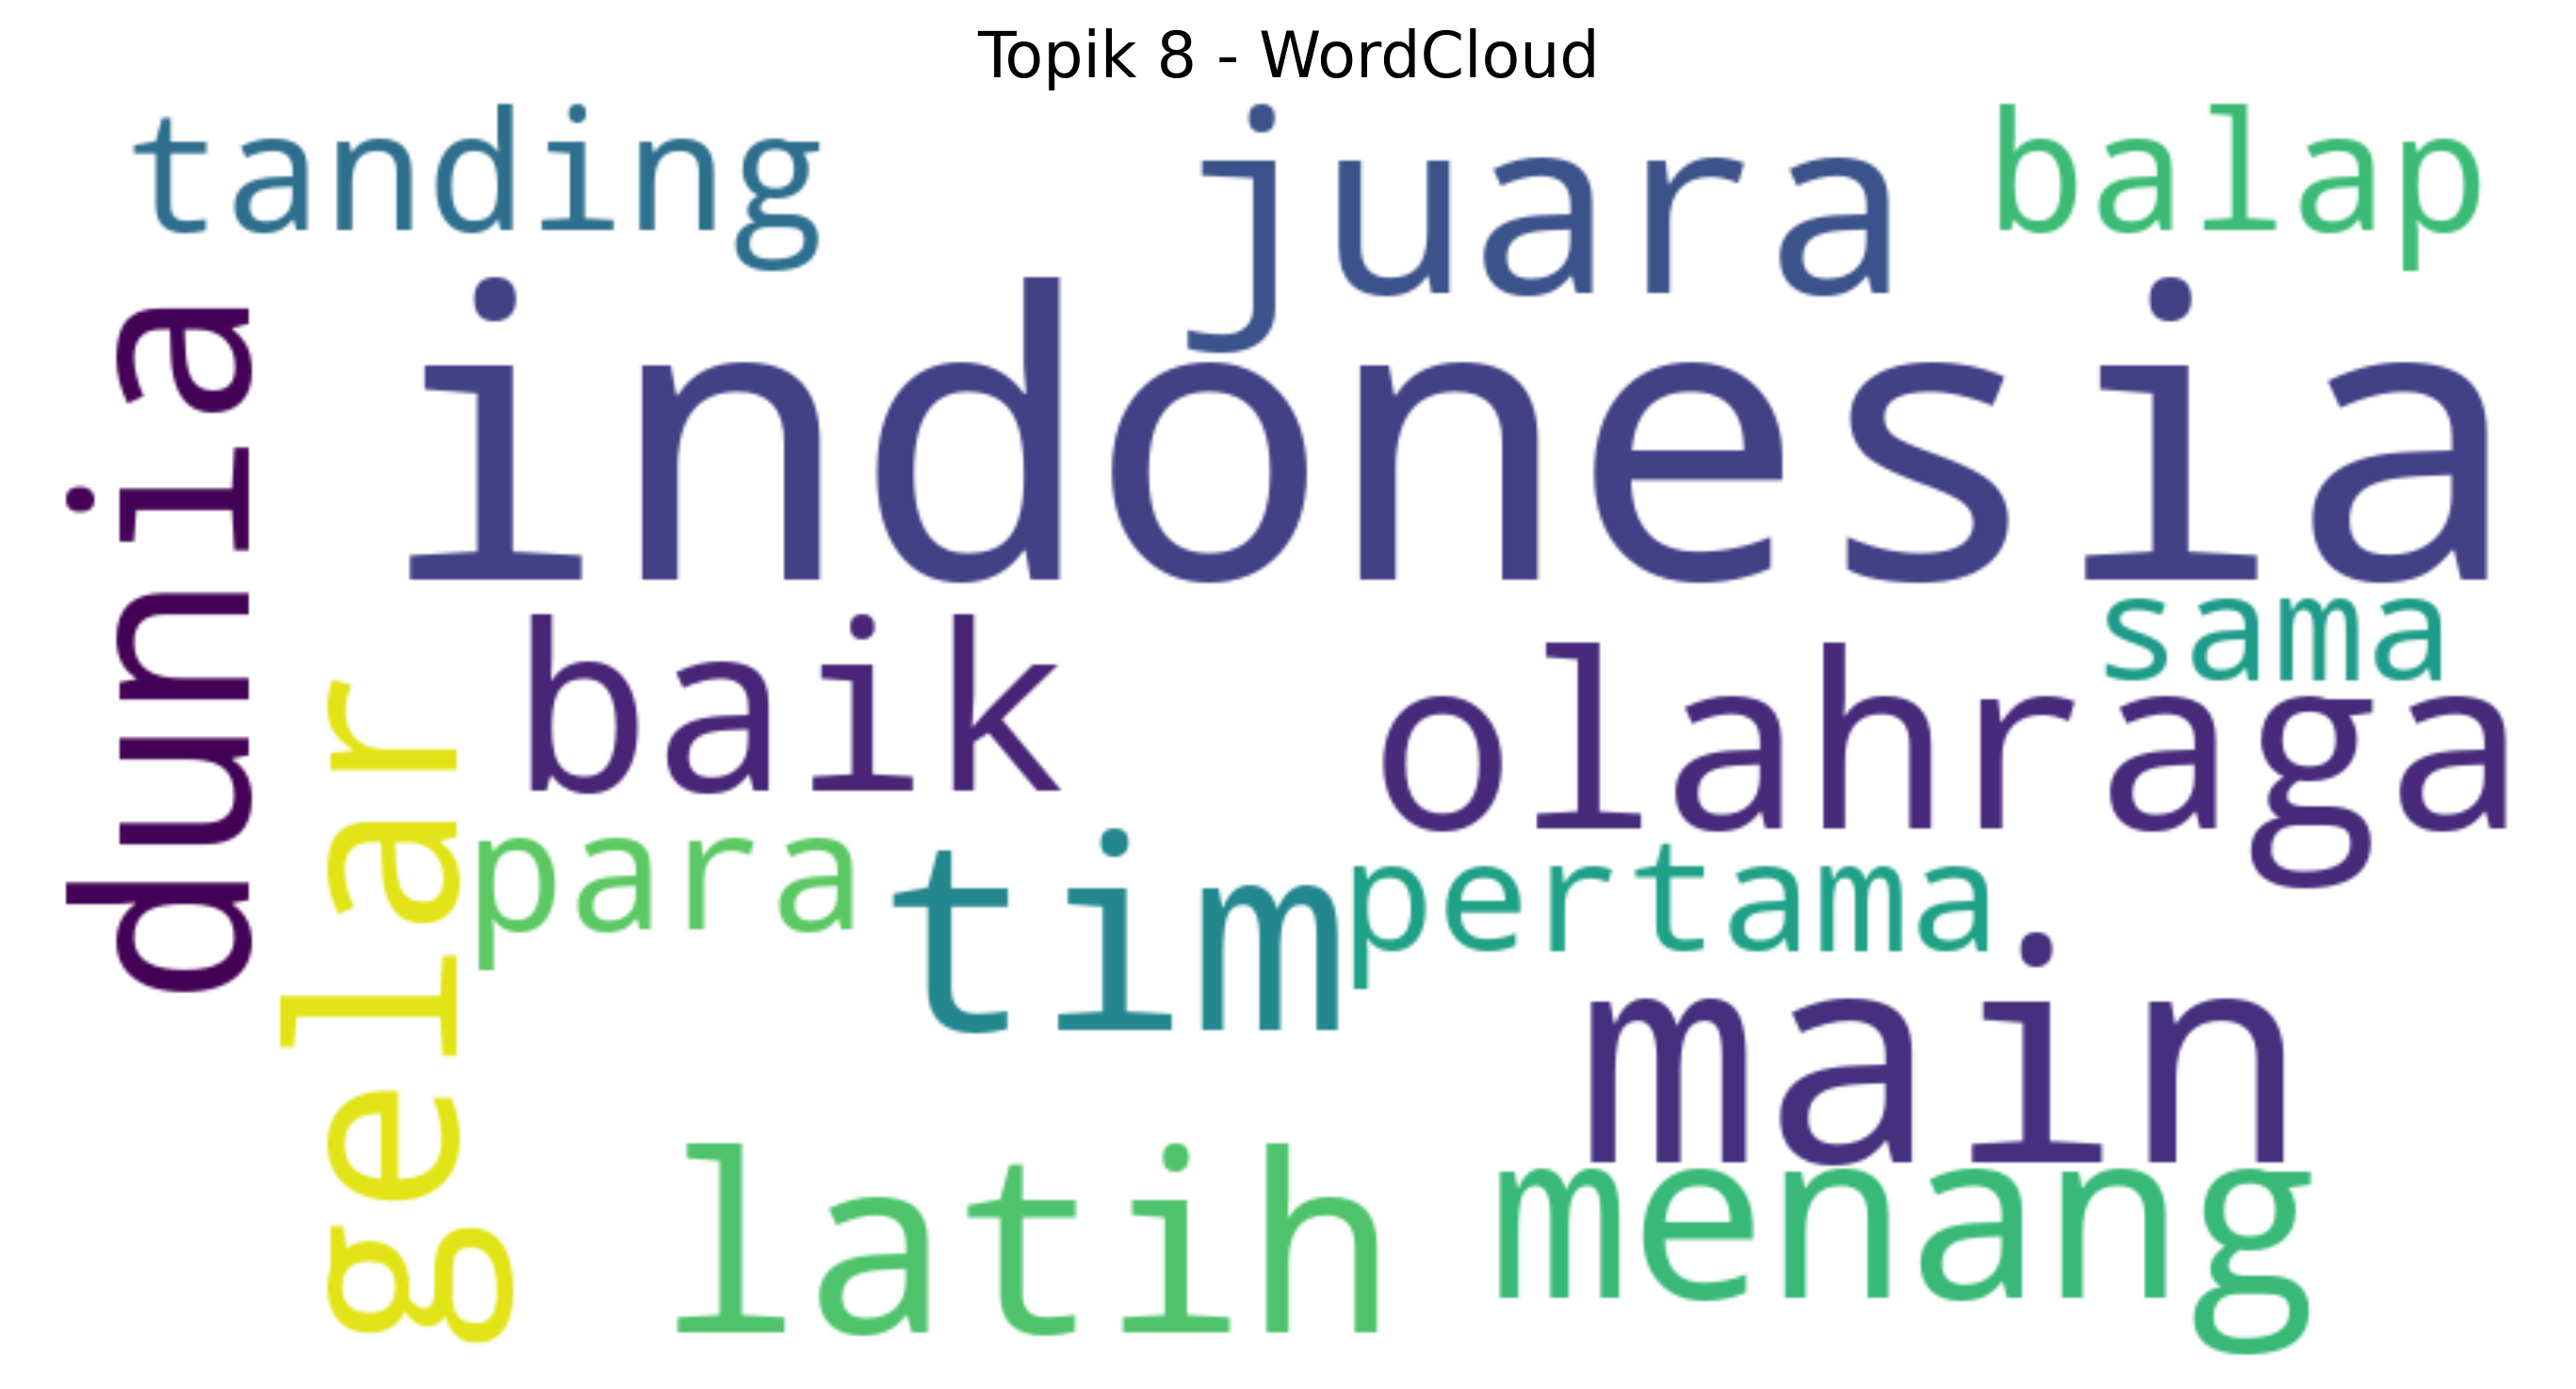 Topik 8 - WordCloud
tanding
juara
balap
dunia
indonesia
sama
baik
olahraga
gelar
para
tim
pertama
main
latih
menang